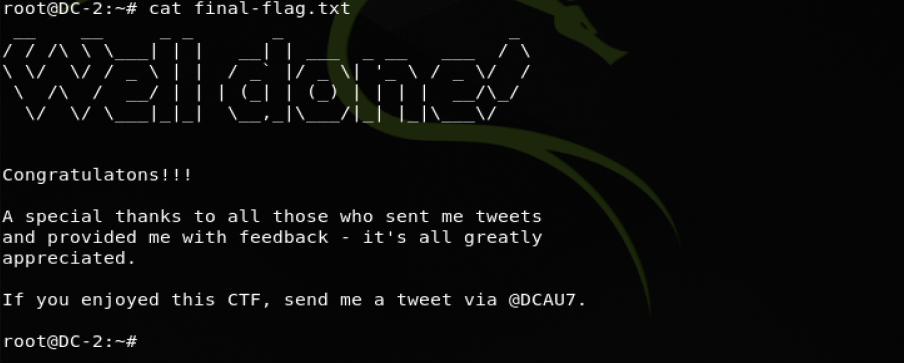 root@DC-2:~# cat final-flag.txt
Well done!
Congratulatons!!!
A special thanks to all those who sent me tweets
and provided me with feedback - it's all greatly
appreciated.
If you enjoyed this CTF, send me a tweet via @DCAU7.
root@DC-2:~#